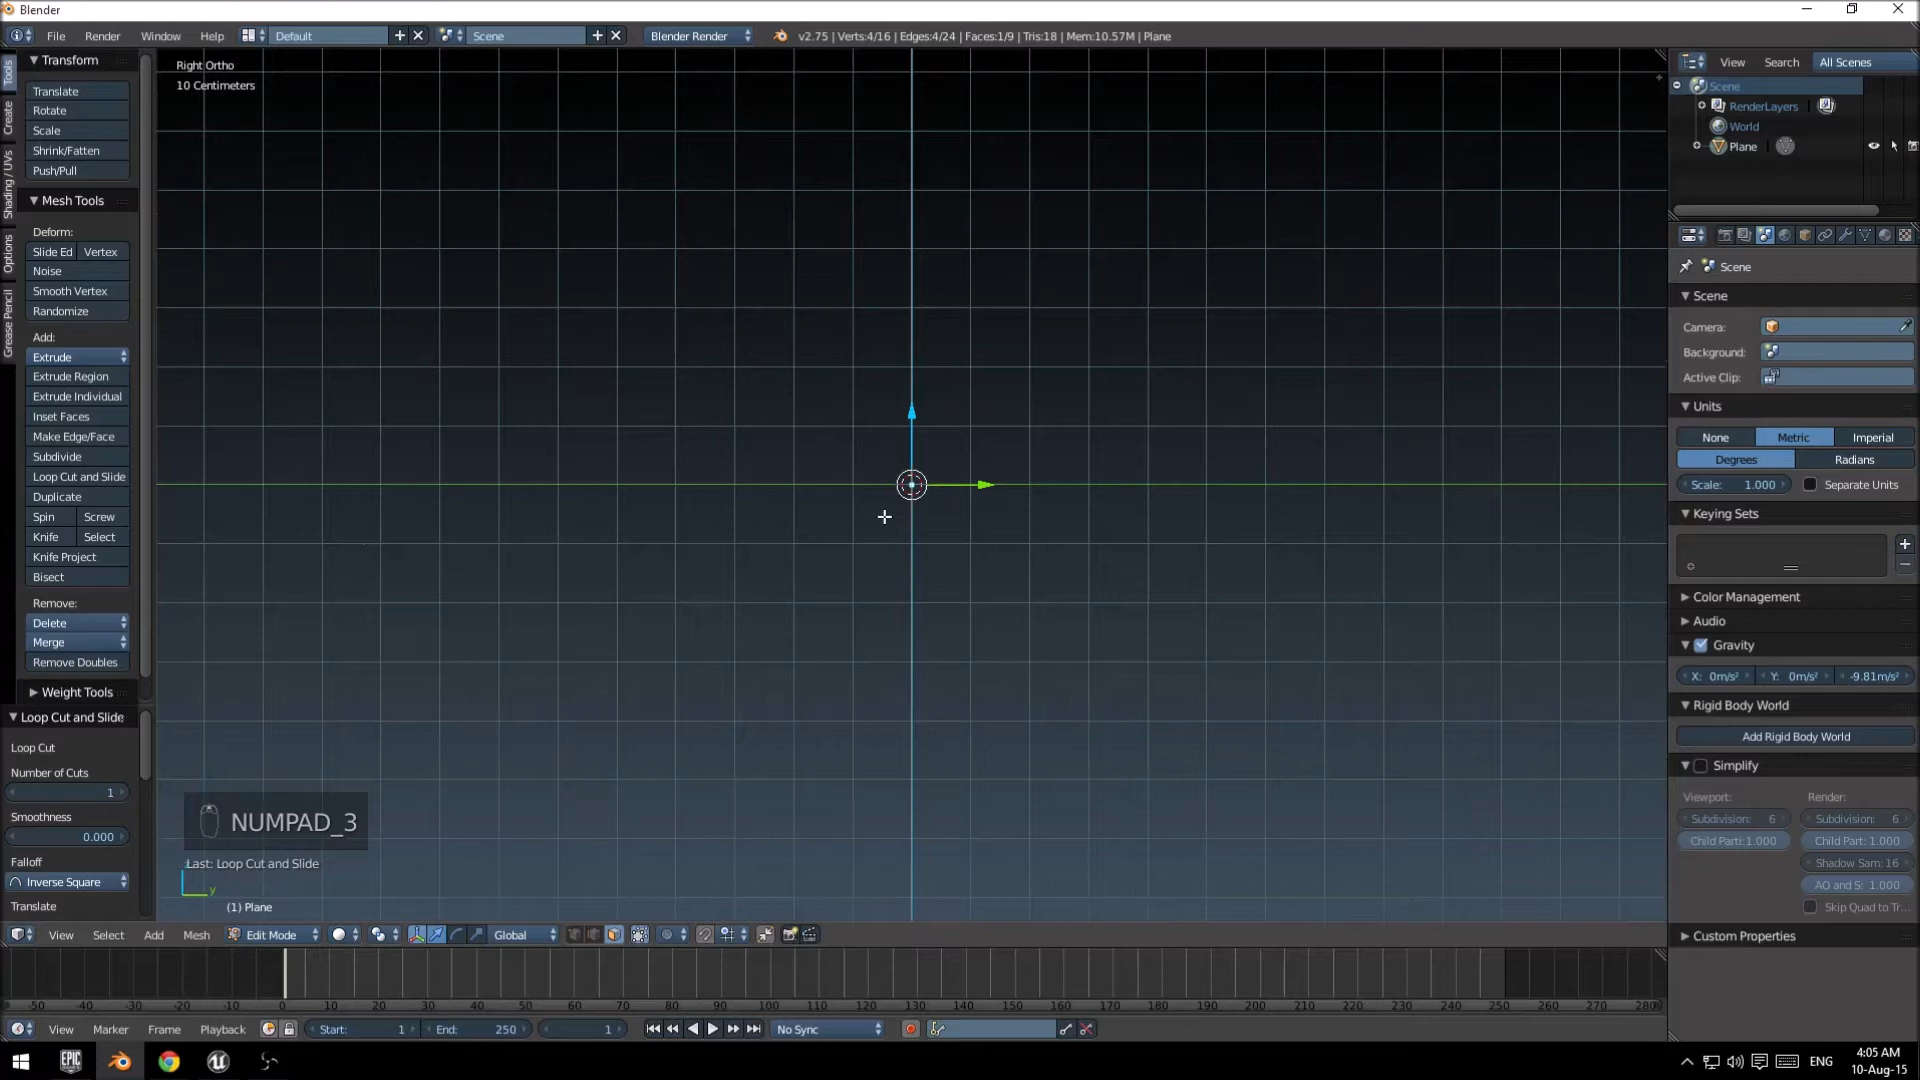 Blender
File Render Window Help Default Scene Blender Render v2.75 | Verts:4/16 | Edges:4/24 | Faces:1/9 | Tris:18 | Mem:10.57M | Plane
Tools
Create
Shading / UVs
Options
Grease Pencil
Transform
Translate
Rotate
Scale
Shrink/Fatten
Push/Pull
Mesh Tools
Deform:
Slide Ed Vertex
Noise
Smooth Vertex
Randomize
Add:
Extrude
Extrude Region
Extrude Individual
Inset Faces
Make Edge/Face
Subdivide
Loop Cut and Slide
Duplicate
Spin Screw
Knife Select
Knife Project
Bisect
Remove:
Delete
Merge
Remove Doubles
Weight Tools
Loop Cut and Slide
Loop Cut
Number of Cuts
1
Smoothness
0.000
Falloff
Inverse Square
Translate
Right Ortho
10 Centimeters
NUMPAD_3
Last: Loop Cut and Slide
y
(1) Plane
View Select Add Mesh Edit Mode Global
-50 -40 -30 -20 -10 0 10 20 30 40 50 60 70 80 90 100 110 120 130 140 150 160 170 180 190 200 210 220 230 240 250 260 270 280
View Marker Frame Playback Start: 1 End: 250 1 No Sync
View Search All Scenes
Scene
RenderLayers
World
Plane
Scene
Scene
Camera:
Background:
Active Clip:
Units
None Metric Imperial
Degrees Radians
Scale: 1.000 Separate Units
Keying Sets
Color Management
Audio
Gravity
X: 0m/s² Y: 0m/s² -9.81m/s²
Rigid Body World
Add Rigid Body World
Simplify
Viewport: Render:
Subdivision: 6 Subdivision: 6
Child Parti:1.000 Child Part: 1.000
Shadow Sam: 16
AO and S: 1.000
Skip Quad to Tr...
Custom Properties
EPIC
ENG
4:05 AM
10-Aug-15